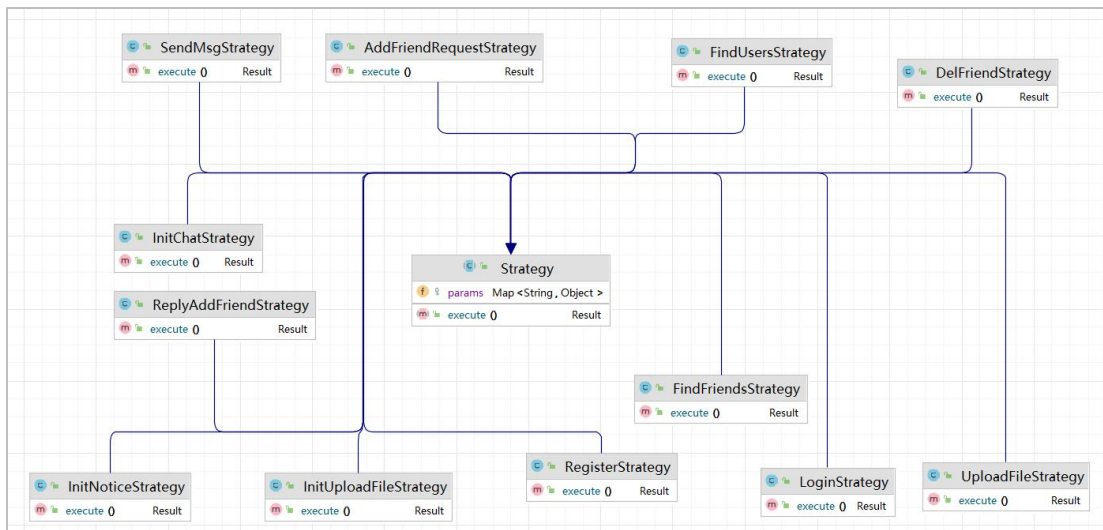 SendMsgStrategy
execute () Result
AddFriendRequestStrategy
execute () Result
FindUsersStrategy
execute () Result
DelFriendStrategy
execute () Result
InitChatStrategy
execute () Result
Strategy
params Map <String , Object >
execute () Result
ReplyAddFriendStrategy
execute () Result
FindFriendsStrategy
execute () Result
InitNoticeStrategy
execute () Result
InitUploadFileStrategy
execute () Result
RegisterStrategy
execute () Result
LoginStrategy
execute () Result
UploadFileStrategy
execute () Result